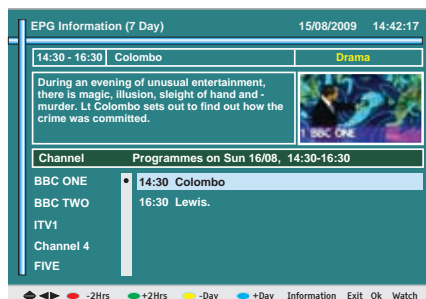 EPG Information (7 Day) 15/08/2009 14:42:17
14:30 - 16:30 Colombo Drama
During an evening of unusual entertainment,
there is magic, illusion, sleight of hand and -
murder. Lt Colombo sets out to find out how the
crime was committed.
1 BBC ONE
Channel Programmes on Sun 16/08, 14:30-16:30
BBC ONE 14:30 Colombo
BBC TWO 16:30 Lewis.
ITV1
Channel 4
FIVE
-2Hrs +2Hrs -Day +Day Information Exit Ok Watch